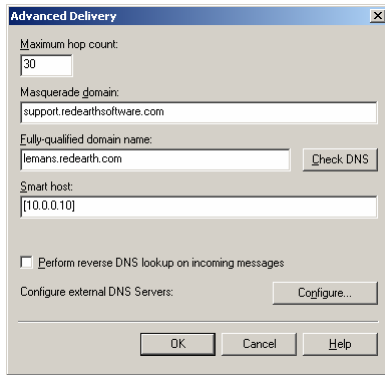 Advanced Delivery
Maximum hop count:
30
Masquerade domain:
support.redearthsoftware.com
Fully-qualified domain name:
lemans.redearth.com
Check DNS
Smart host:
[10.0.0.10]
Perform reverse DNS lookup on incoming messages
Configure external DNS Servers:
Configure...
OK Cancel Help